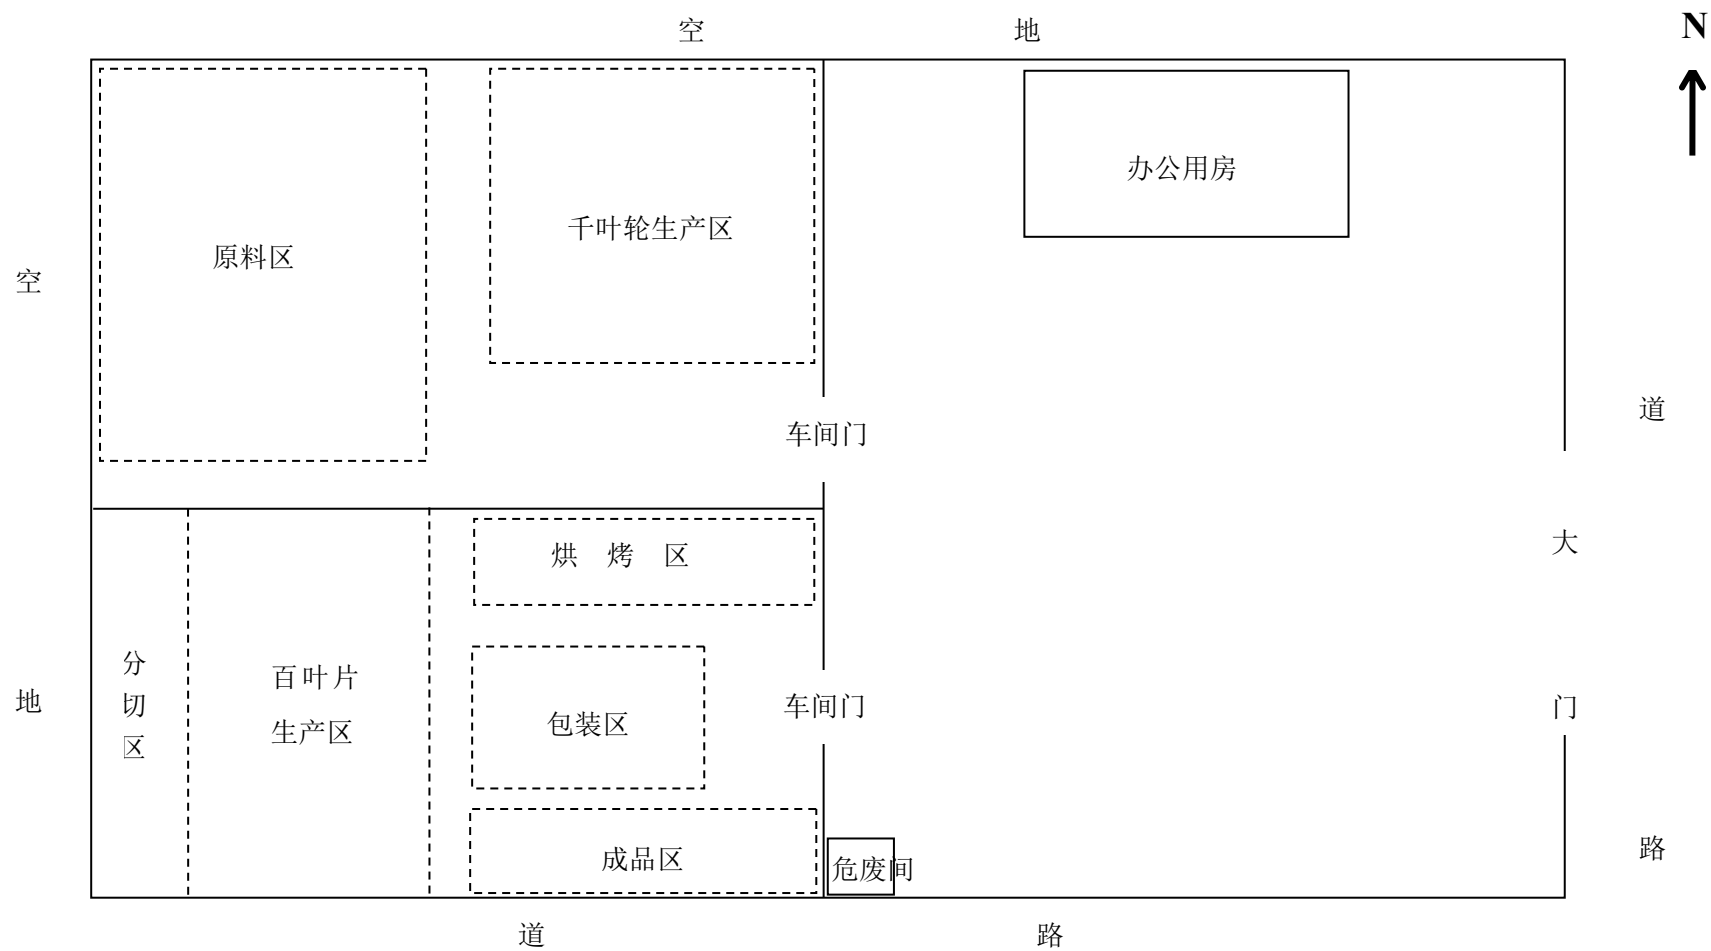 空 地
N
办公用房
千叶轮生产区
原料区
空 地
车间门
道 路
烘 烤 区
大 门
分切区
百叶片
生产区
包装区
车间门
成品区
危废间
道 路